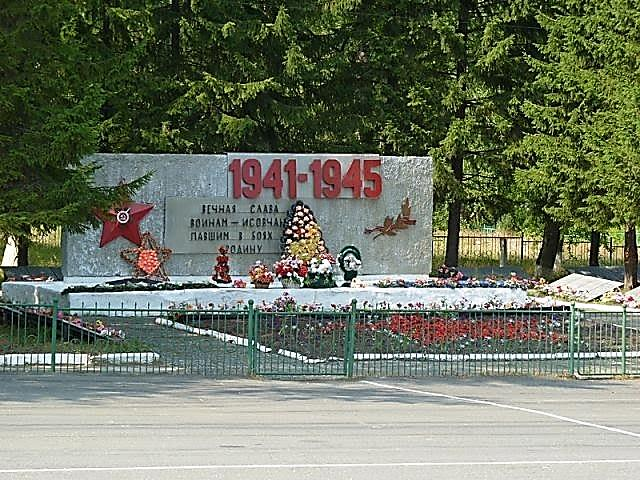 1941-1945
ВЕЧНАЯ СЛАВА
ВОИНАМ-ИСОВЧАНАМ
ПАВШИМ В БОЯХ
РОДИНУ